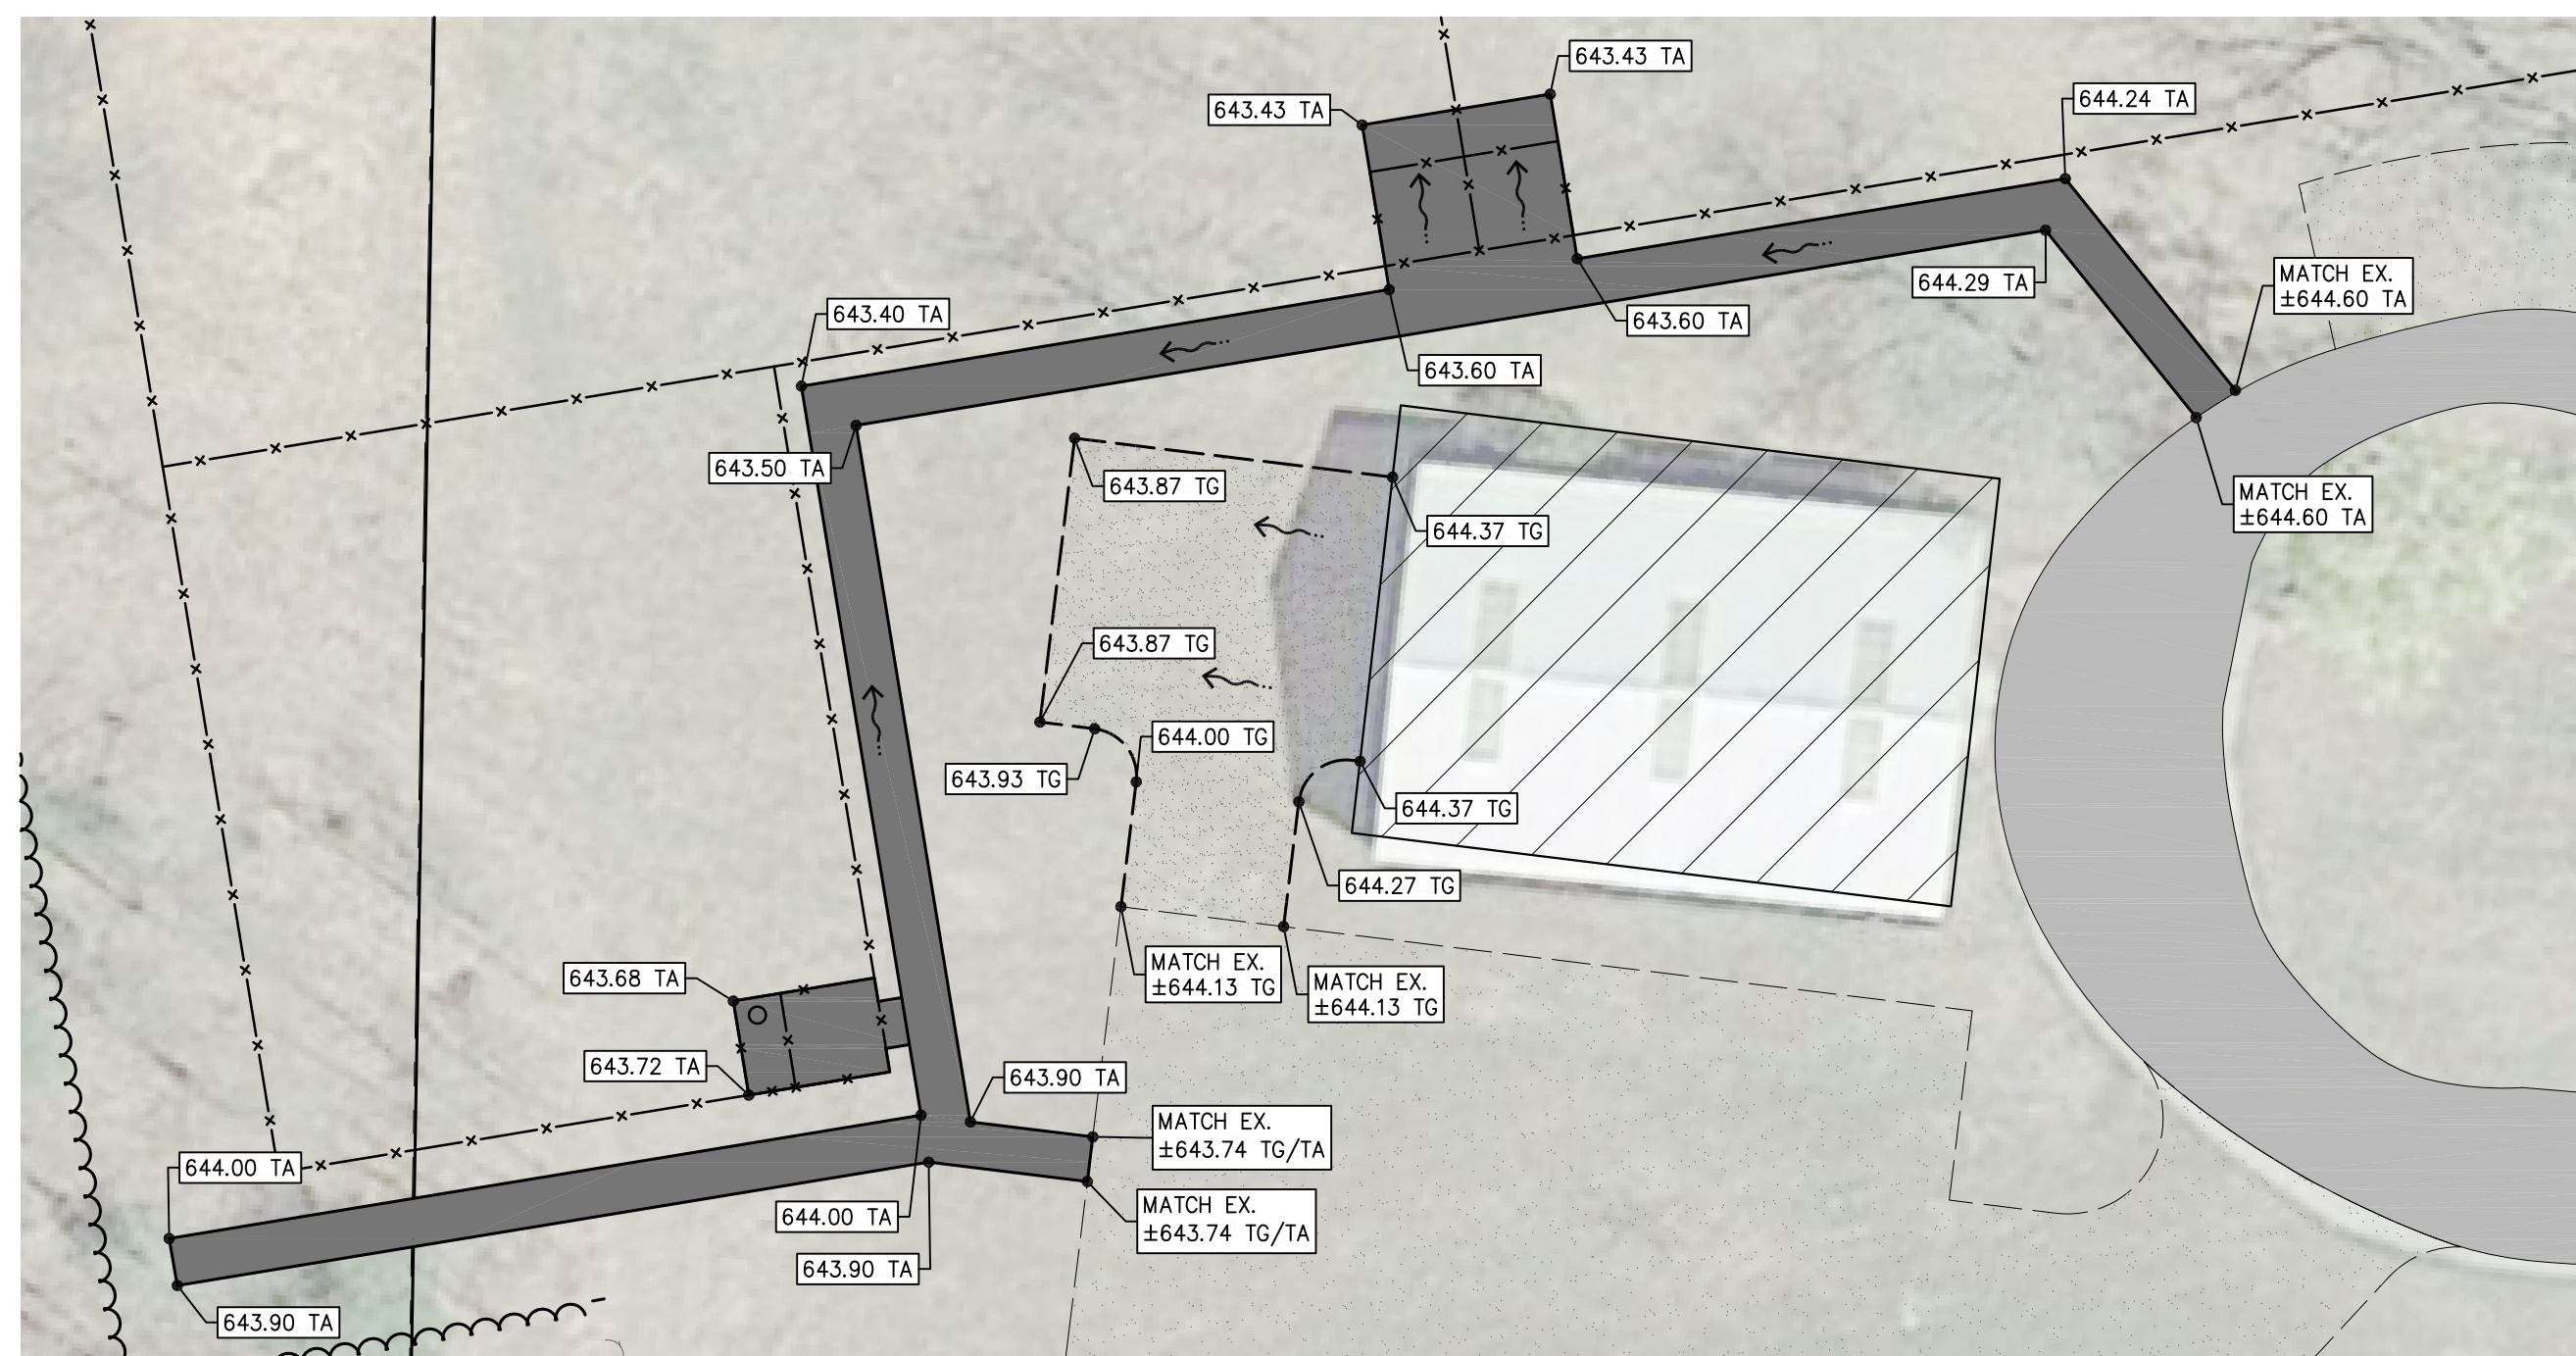 643.43 TA
643.43 TA
644.24 TA
MATCH EX.
±644.60 TA
644.29 TA
643.40 TA
643.60 TA
643.60 TA
643.50 TA
643.87 TG
644.37 TG
MATCH EX.
±644.60 TA
643.87 TG
644.00 TG
643.93 TG
644.37 TG
644.27 TG
643.68 TA
MATCH EX.
±644.13 TG
MATCH EX.
±644.13 TG
643.72 TA
643.90 TA
MATCH EX.
±643.74 TG/TA
644.00 TA
644.00 TA
MATCH EX.
±643.74 TG/TA
643.90 TA
643.90 TA